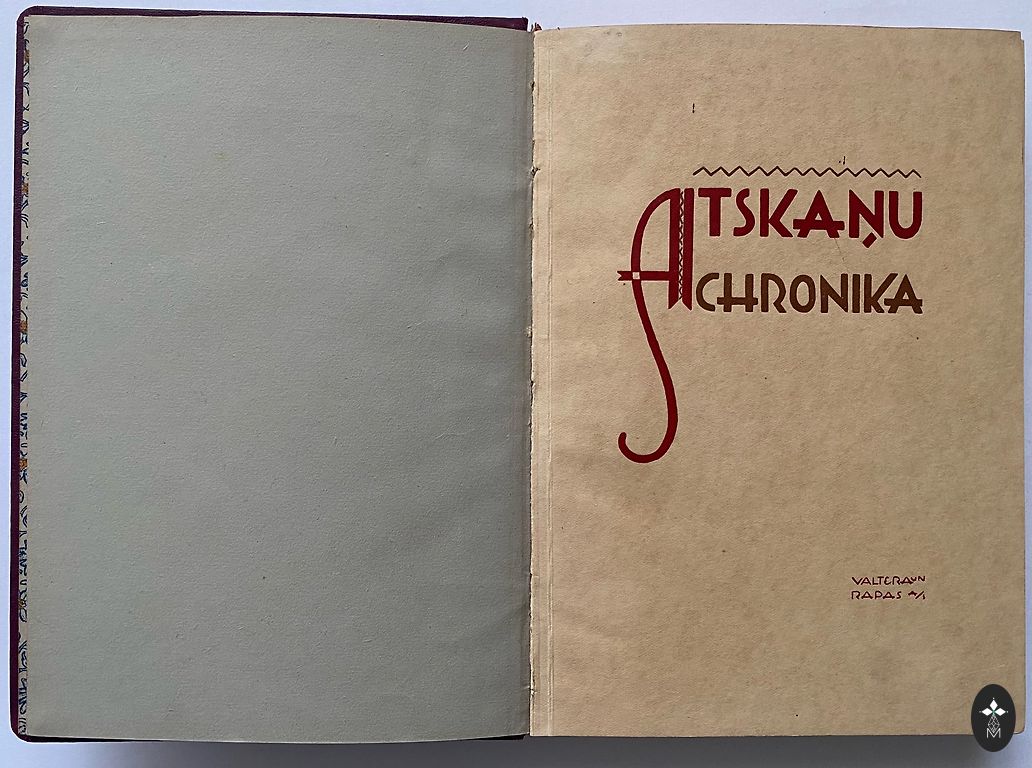 ATSKAŅU
CHRONIKA
VALTERA UN
RAPAS A/S
M